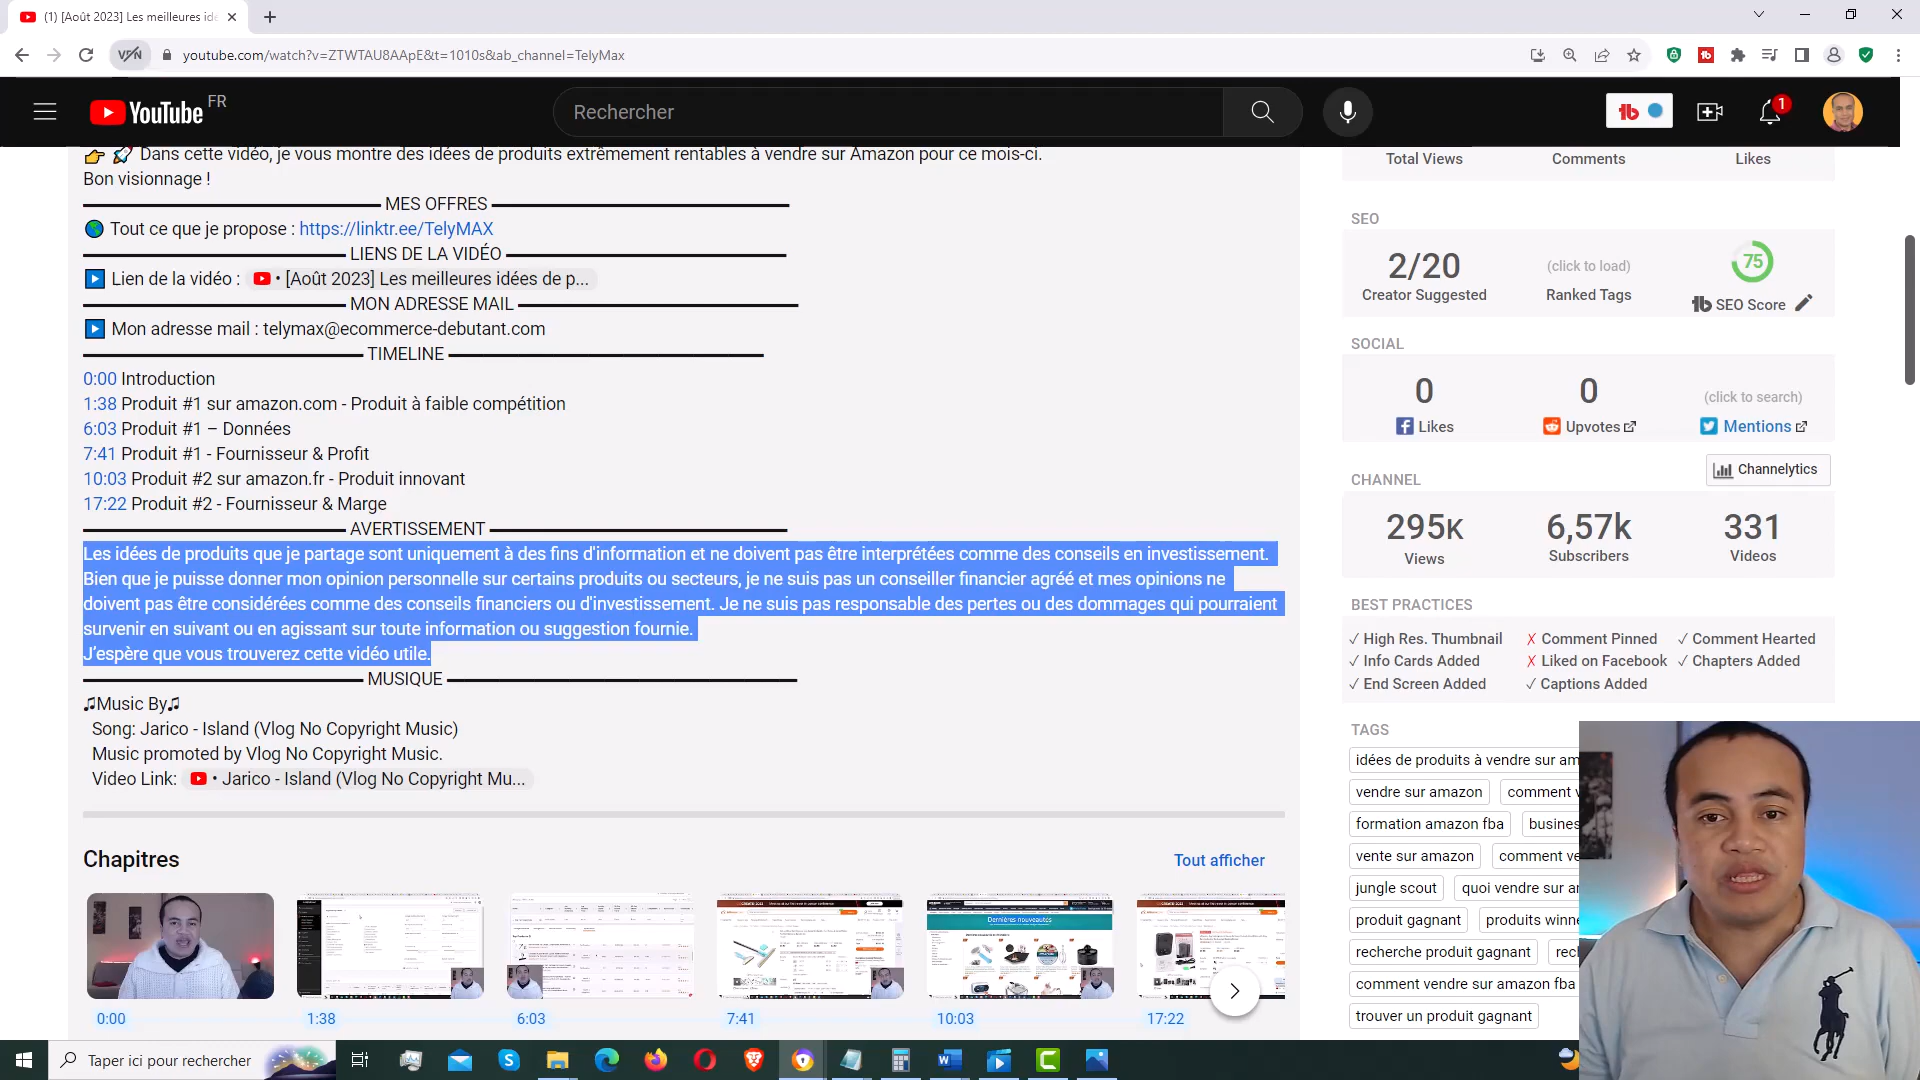 (1) [Août 2023] Les meilleures idé
youtube.com/watch?v=ZTWTAU8AApE&t=1010s&ab_channel=TelyMax
YouTube FR
Rechercher
1
👉 🚀 Dans cette vidéo, je vous montre des idées de produits extrêmement rentables à vendre sur Amazon pour ce mois-ci.
Bon visionnage !
MES OFFRES
Tout ce que je propose : https://linktr.ee/TelyMAX
LIENS DE LA VIDÉO
Lien de la vidéo : • [Août 2023] Les meilleures idées de p...
MON ADRESSE MAIL
Mon adresse mail : telymax@ecommerce-debutant.com
TIMELINE
0:00 Introduction
1:38 Produit #1 sur amazon.com - Produit à faible compétition
6:03 Produit #1 – Données
7:41 Produit #1 - Fournisseur & Profit
10:03 Produit #2 sur amazon.fr - Produit innovant
17:22 Produit #2 - Fournisseur & Marge
AVERTISSEMENT
Les idées de produits que je partage sont uniquement à des fins d'information et ne doivent pas être interprétées comme des conseils en investissement.
Bien que je puisse donner mon opinion personnelle sur certains produits ou secteurs, je ne suis pas un conseiller financier agréé et mes opinions ne
doivent pas être considérées comme des conseils financiers ou d'investissement. Je ne suis pas responsable des pertes ou des dommages qui pourraient
survenir en suivant ou en agissant sur toute information ou suggestion fournie.
J'espère que vous trouverez cette vidéo utile.
MUSIQUE
♫Music By♫
Song: Jarico - Island (Vlog No Copyright Music)
Music promoted by Vlog No Copyright Music.
Video Link: • Jarico - Island (Vlog No Copyright Mu...
Chapitres
Tout afficher
Dernières nouveautés
0:00
1:38
6:03
7:41
10:03
17:22
Total Views
Comments
Likes
SEO
2/20
Creator Suggested
(click to load)
Ranked Tags
75
SEO Score
SOCIAL
0
Likes
0
Upvotes
(click to search)
Mentions
CHANNEL
Channelytics
295K
Views
6,57k
Subscribers
331
Videos
BEST PRACTICES
✓ High Res. Thumbnail
✗ Comment Pinned
✓ Comment Hearted
✓ Info Cards Added
✗ Liked on Facebook
✓ Chapters Added
✓ End Screen Added
✓ Captions Added
TAGS
idées de produits à vendre sur am
vendre sur amazon
comment v
formation amazon fba
busines
vente sur amazon
comment ve
jungle scout
quoi vendre sur ar
produit gagnant
produits winne
recherche produit gagnant
recl
comment vendre sur amazon fba
trouver un produit gagnant
Taper ici pour rechercher